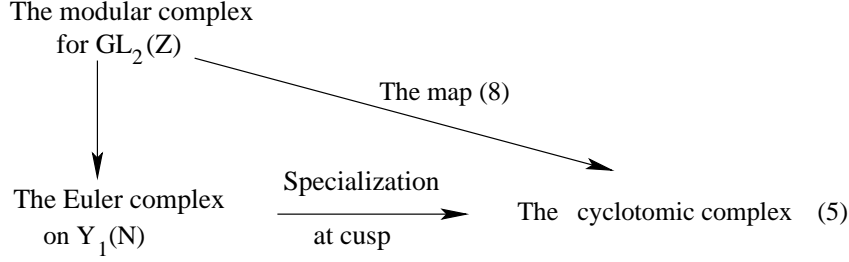 The modular complex
for GL2(Z)
The map (8)
The Euler complex
on Y1(N)
Specialization
at cusp
The cyclotomic complex (5)